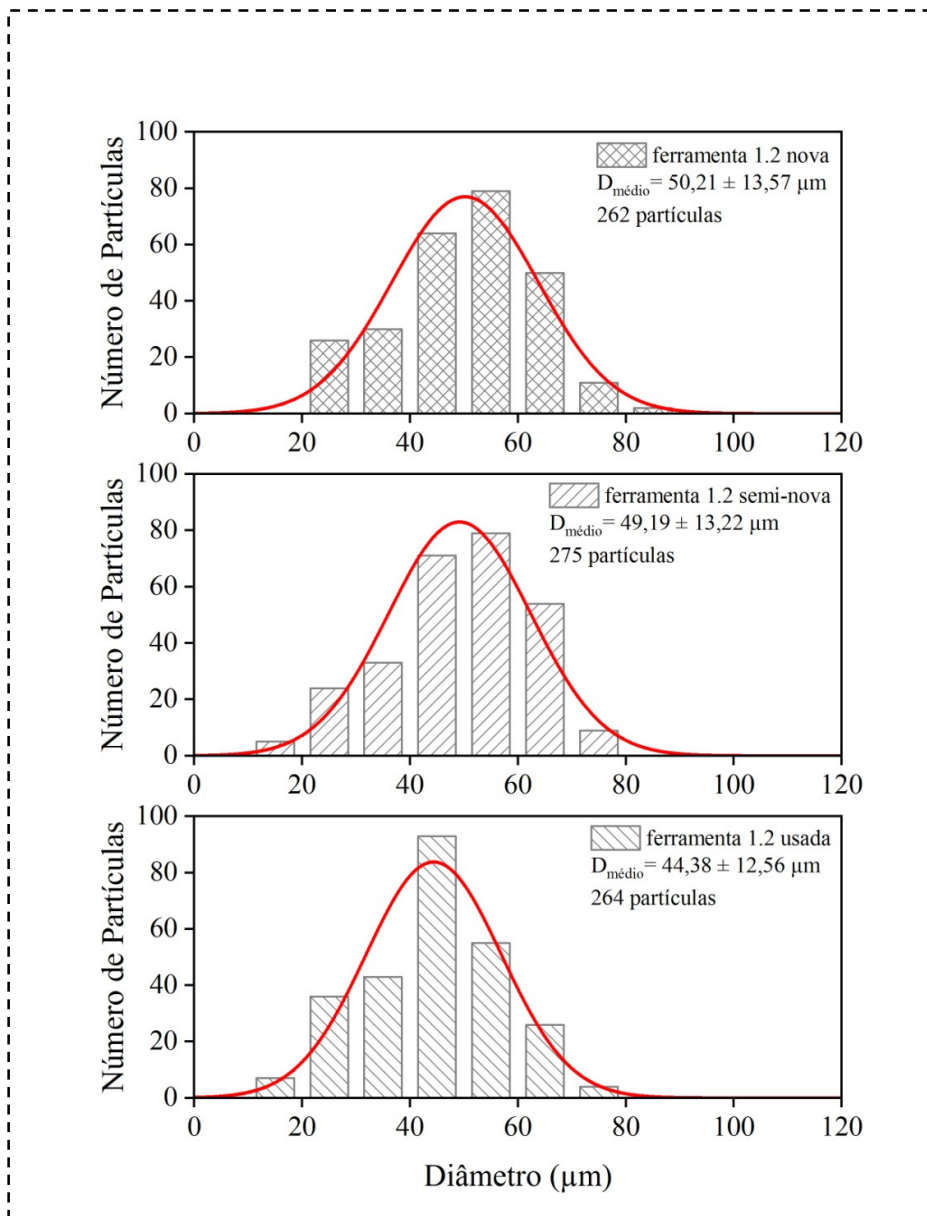 Número de Partículas
100
80
60
40
20
0
ferramenta 1.2 nova
Dmédio= 50,21 ± 13,57 µm
262 partículas
0 20 40 60 80 100 120
Número de Partículas
100
80
60
40
20
0
ferramenta 1.2 semi-nova
Dmédio= 49,19 ± 13,22 µm
275 partículas
0 20 40 60 80 100 120
Número de Partículas
100
80
60
40
20
0
ferramenta 1.2 usada
Dmédio= 44,38 ± 12,56 µm
264 partículas
0 20 40 60 80 100 120
Diâmetro (µm)